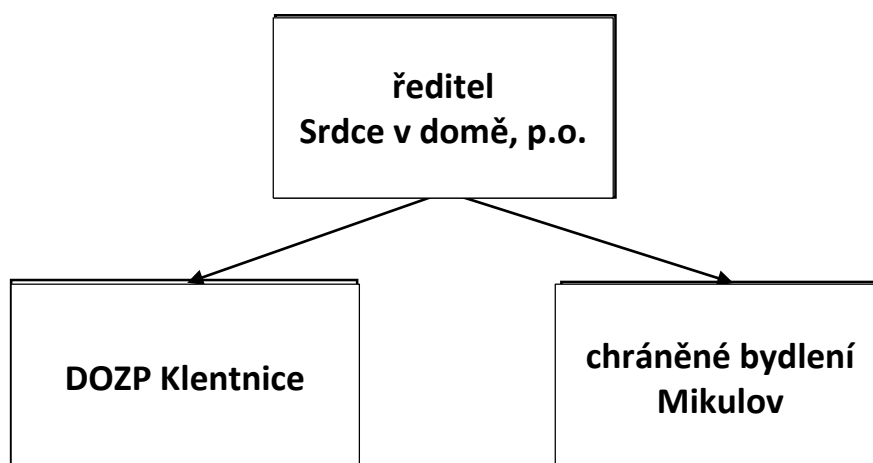 ředitel
Srdce v domě, p.o.
DOZP Klentnice
chráněné bydlení
Mikulov